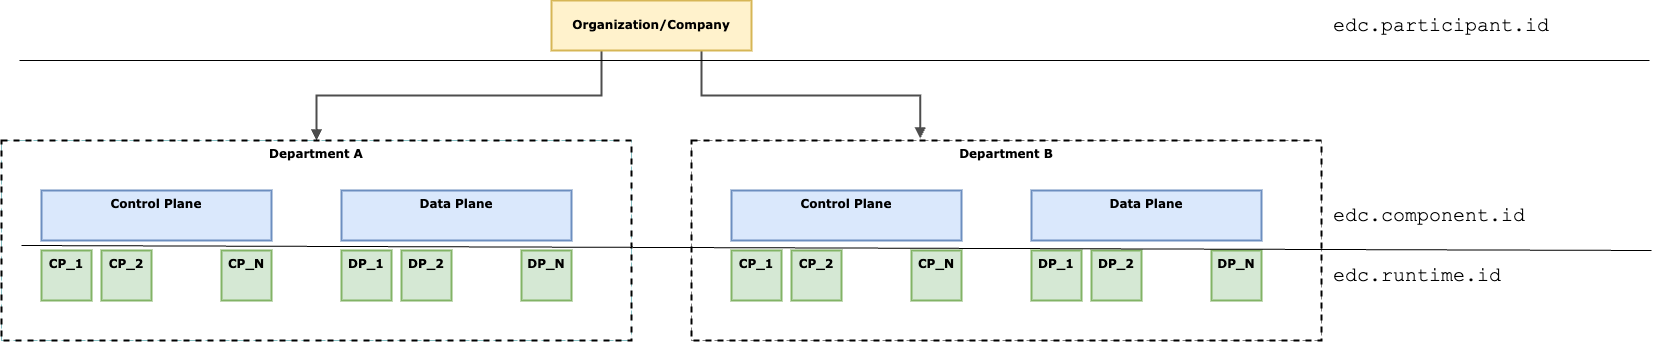 Organization/Company
edc.participant.id
Department A
Department B
Control Plane
Data Plane
Control Plane
Data Plane
edc.component.id
CP_1
CP_2
CP_N
DP_1
DP_2
DP_N
CP_1
CP_2
CP_N
DP_1
DP_2
DP_N
edc.runtime.id